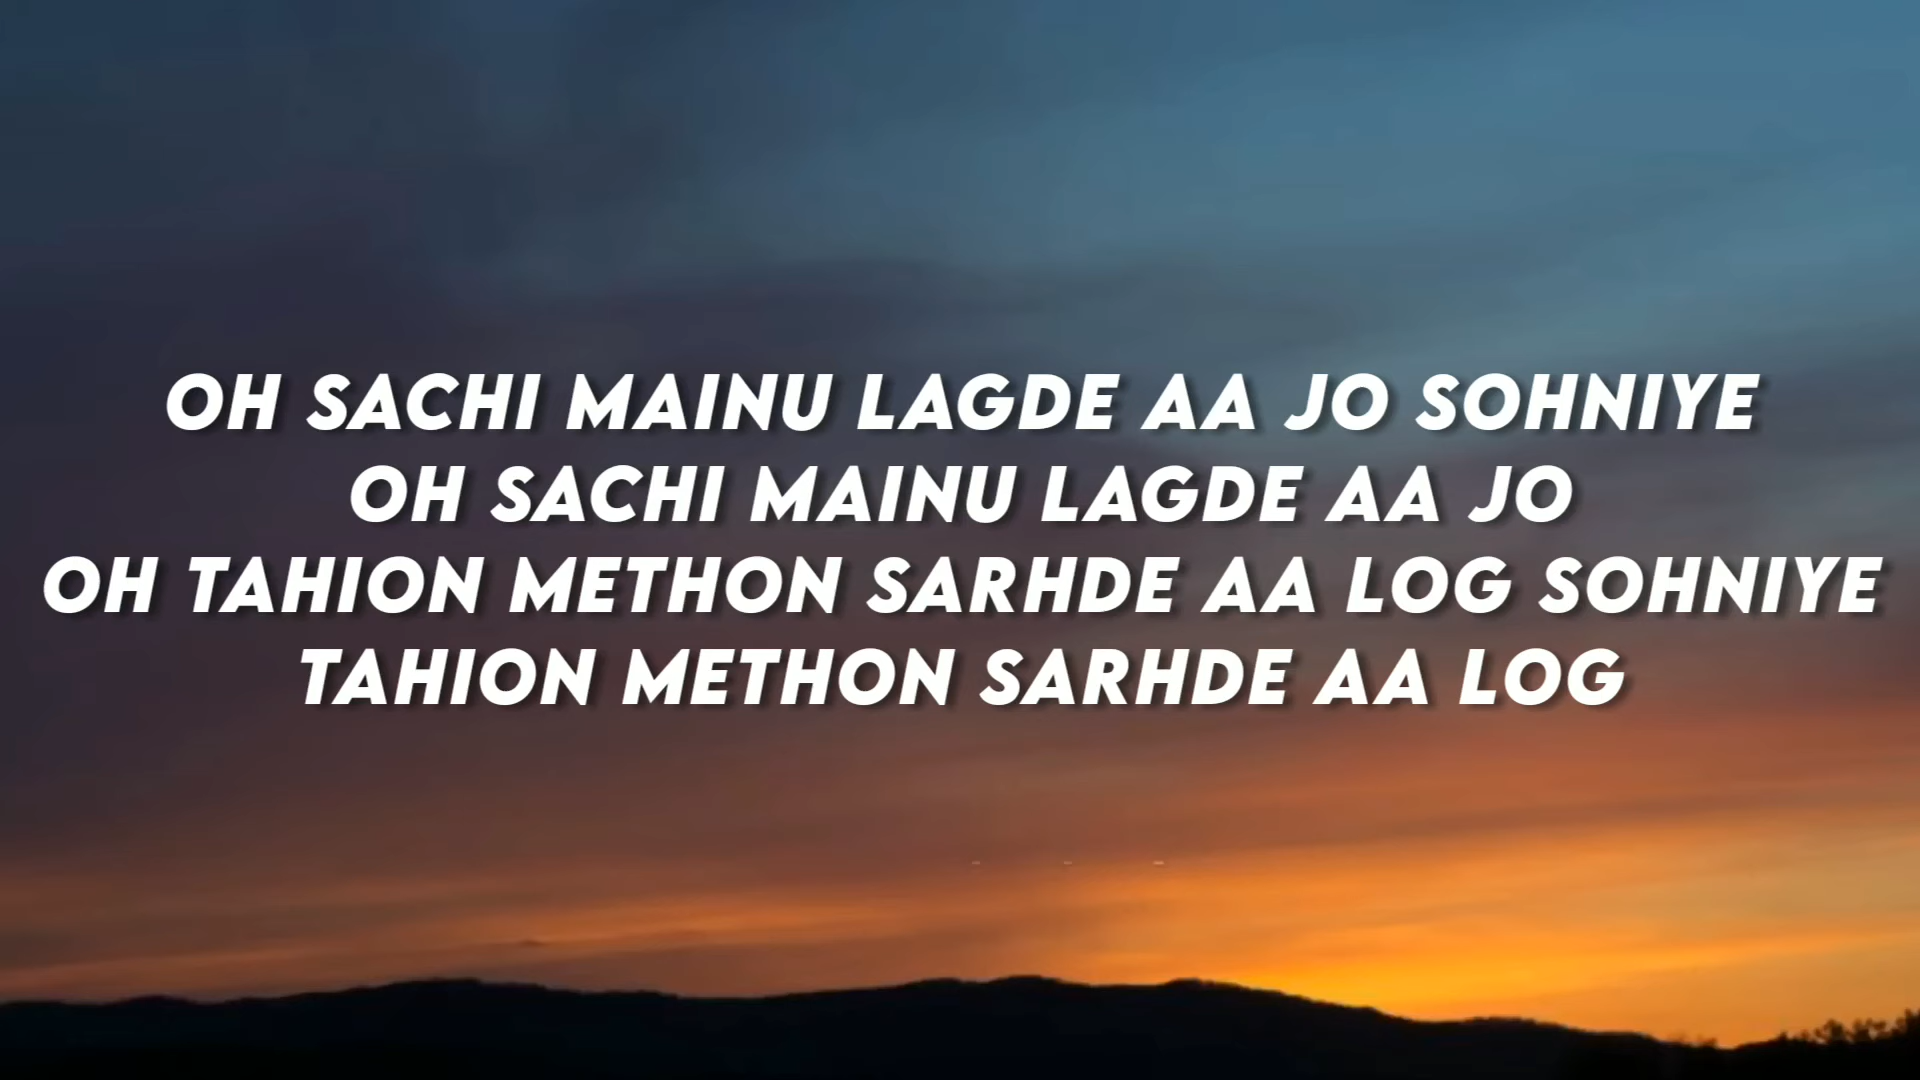 OH SACHI MAINU LAGDE AA JO SOHNIYE
OH SACHI MAINU LAGDE AA JO
OH TAHION METHON SARHDE AA LOG SOHNIYE
TAHION METHON SARHDE AA LOG